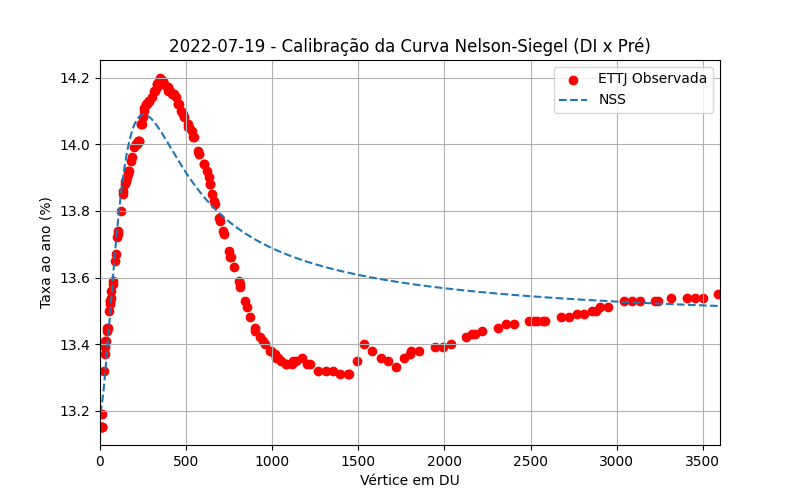 2022-07-19 - Calibração da Curva Nelson-Siegel (DI x Pré)
ETTJ Observada
NSS
Taxa ao ano (%)
14.2
14.0
13.8
13.6
13.4
13.2
0 500 1000 1500 2000 2500 3000 3500
Vértice em DU